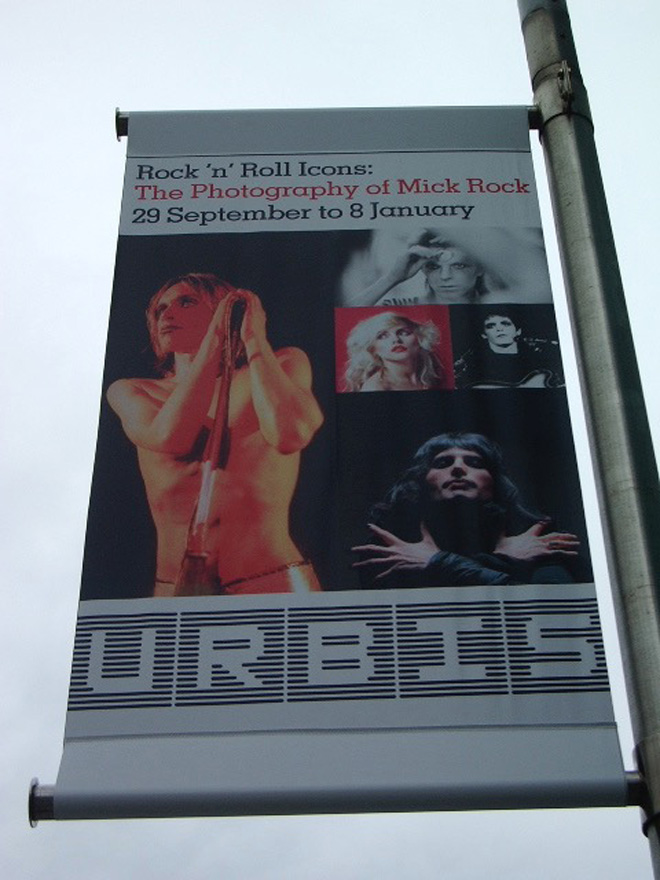 Rock 'n' Roll Icons:
The Photography of Mick Rock
29 September to 8 January
URBIS